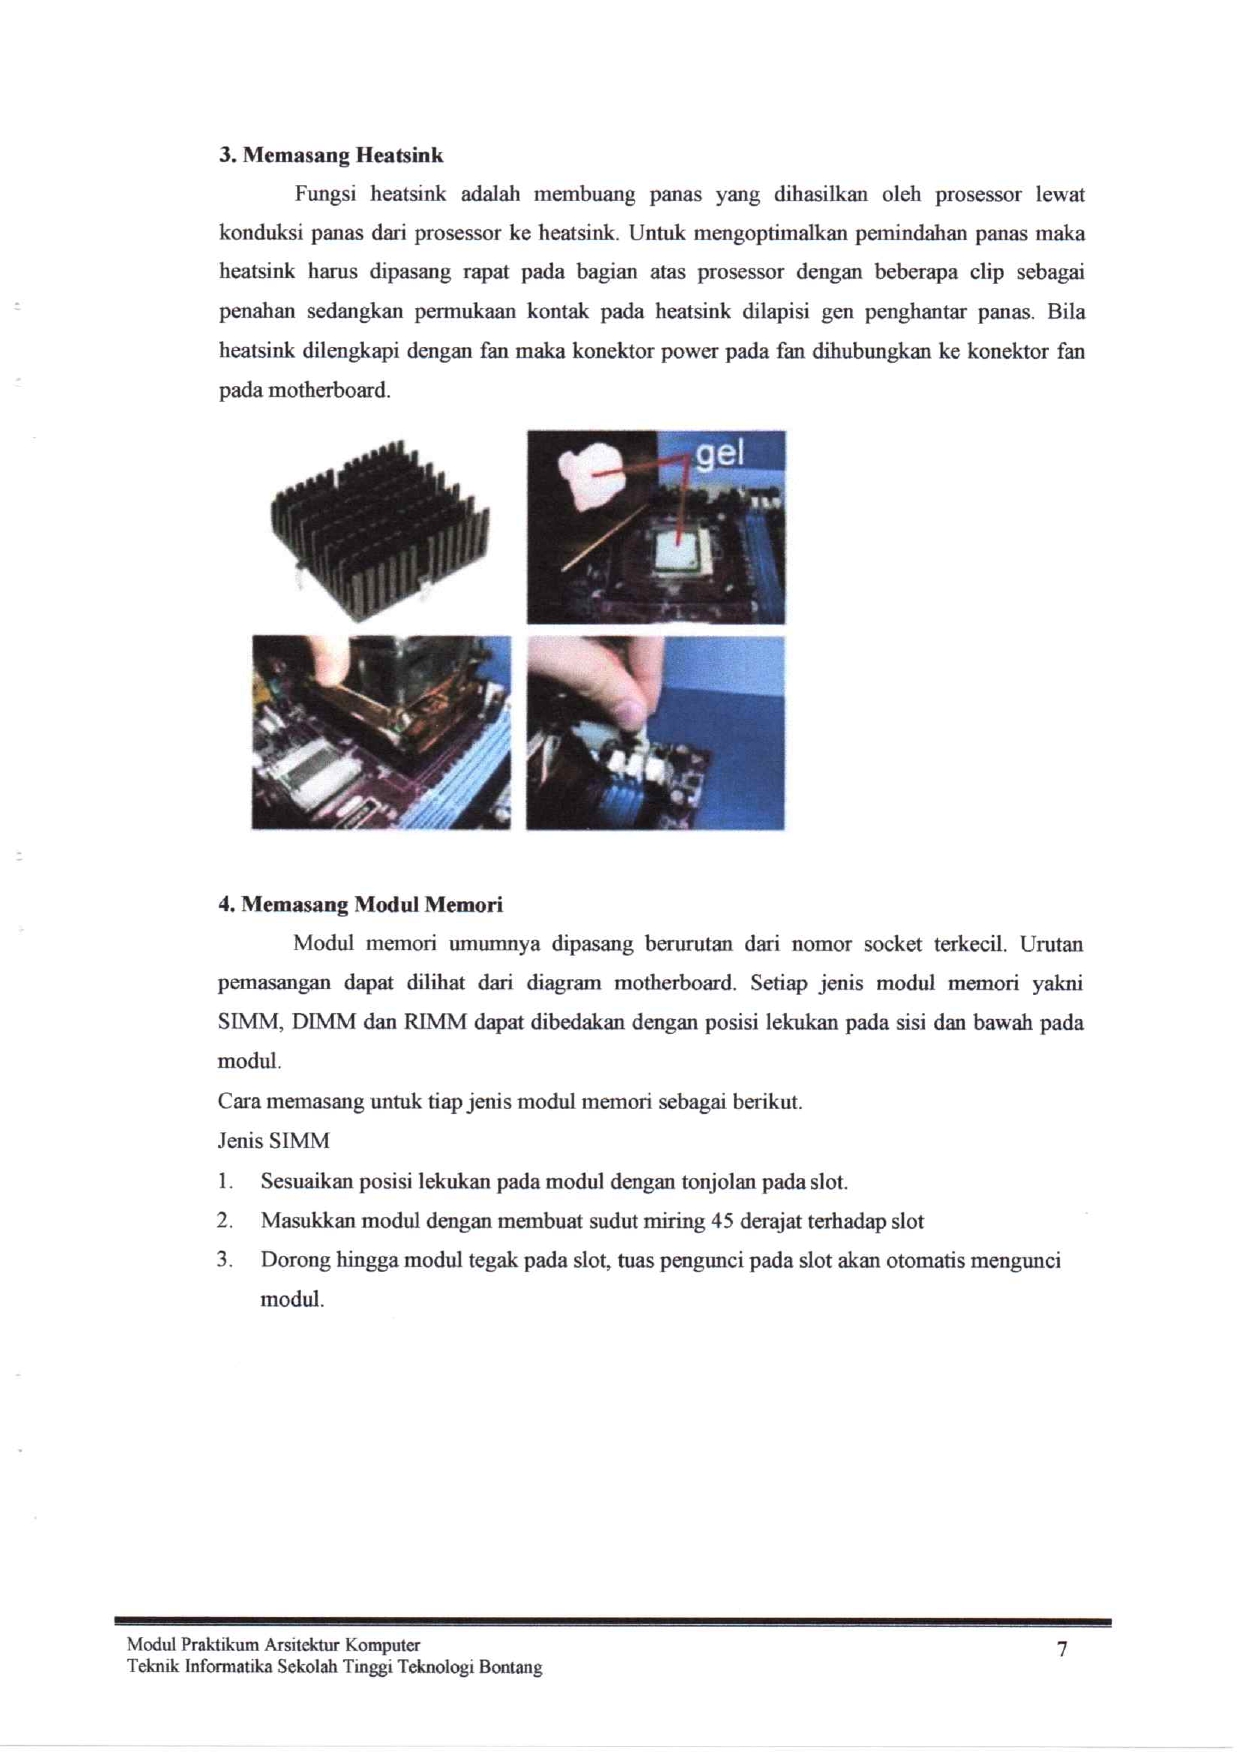 3. Memasang Heatsink
Fungsi heatsink adalah membuang panas yang dihasilkan oleh prosessor lewat
konduksi panas dari prosessor ke heatsink. Untuk mengoptimalkan pemindahan panas maka
heatsink harus dipasang rapat pada bagian atas prosessor dengan beberapa clip sebagai
penahan sedangkan permukaan kontak pada heatsink dilapisi gen penghantar panas. Bila
heatsink dilengkapi dengan fan maka konektor power pada fan dihubungkan ke konektor fan
pada motherboard.
gel
4. Memasang Modul Memori
Modul memori umumnya dipasang berurutan dari nomor socket terkecil. Urutan
pemasangan dapat dilihat dari diagram motherboard. Setiap jenis modul memori yakni
SIMM, DIMM dan RIMM dapat dibedakan dengan posisi lekukan pada sisi dan bawah pada
modul.
Cara memasang untuk tiap jenis modul memori sebagai berikut.
Jenis SIMM
1. Sesuaikan posisi lekukan pada modul dengan tonjolan pada slot.
2. Masukkan modul dengan membuat sudut miring 45 derajat terhadap slot
3. Dorong hingga modul tegak pada slot, tuas pengunci pada slot akan otomatis mengunci
modul.
Modul Praktikum Arsitektur Komputer
7
Teknik Informatika Sekolah Tinggi Teknologi Bontang